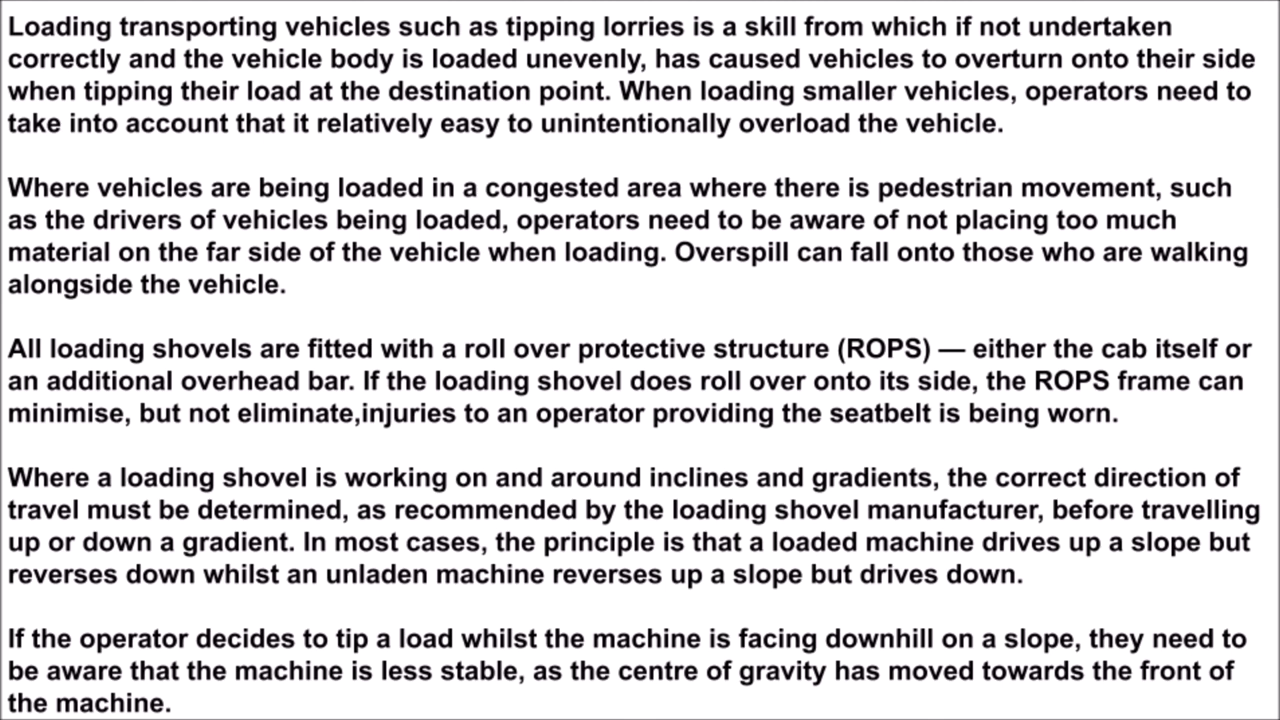 Loading transporting vehicles such as tipping lorries is a skill from which if not undertaken
correctly and the vehicle body is loaded unevenly, has caused vehicles to overturn onto their side
when tipping their load at the destination point. When loading smaller vehicles, operators need to
take into account that it relatively easy to unintentionally overload the vehicle.
Where vehicles are being loaded in a congested area where there is pedestrian movement, such
as the drivers of vehicles being loaded, operators need to be aware of not placing too much
material on the far side of the vehicle when loading. Overspill can fall onto those who are walking
alongside the vehicle.
All loading shovels are fitted with a roll over protective structure (ROPS) — either the cab itself or
an additional overhead bar. If the loading shovel does roll over onto its side, the ROPS frame can
minimise, but not eliminate,injuries to an operator providing the seatbelt is being worn.
Where a loading shovel is working on and around inclines and gradients, the correct direction of
travel must be determined, as recommended by the loading shovel manufacturer, before travelling
up or down a gradient. In most cases, the principle is that a loaded machine drives up a slope but
reverses down whilst an unladen machine reverses up a slope but drives down.
If the operator decides to tip a load whilst the machine is facing downhill on a slope, they need to
be aware that the machine is less stable, as the centre of gravity has moved towards the front of
the machine.